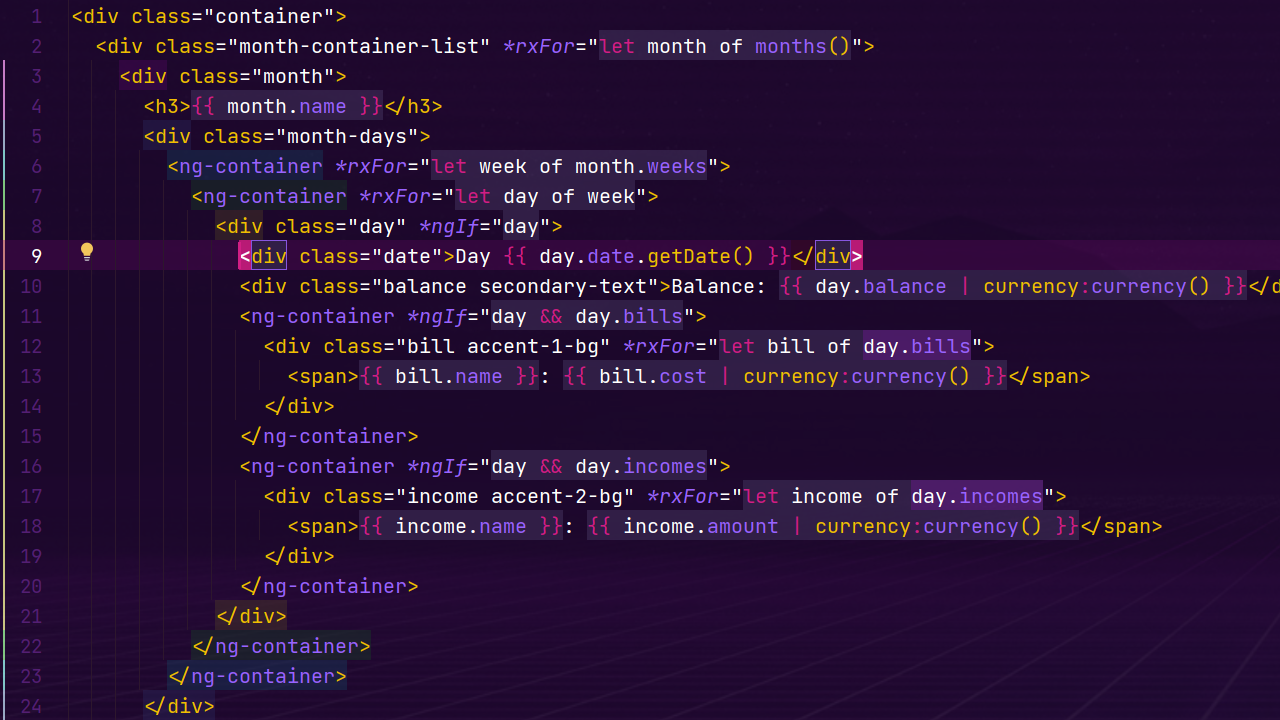 1 <div class="container">
2 <div class="month-container-list" *rxFor="let month of months()">
3 <div class="month">
4 <h3>{{ month.name }}</h3>
5 <div class="month-days">
6 <ng-container *rxFor="let week of month.weeks">
7 <ng-container *rxFor="let day of week">
8 <div class="day" *ngIf="day">
9 <div class="date">Day {{ day.date.getDate() }}</div>
10 <div class="balance secondary-text">Balance: {{ day.balance | currency:currency() }}</d
11 <ng-container *ngIf="day && day.bills">
12 <div class="bill accent-1-bg" *rxFor="let bill of day.bills">
13 <span>{{ bill.name }}: {{ bill.cost | currency:currency() }}</span>
14 </div>
15 </ng-container>
16 <ng-container *ngIf="day && day.incomes">
17 <div class="income accent-2-bg" *rxFor="let income of day.incomes">
18 <span>{{ income.name }}: {{ income.amount | currency:currency() }}</span>
19 </div>
20 </ng-container>
21 </div>
22 </ng-container>
23 </ng-container>
24 </div>